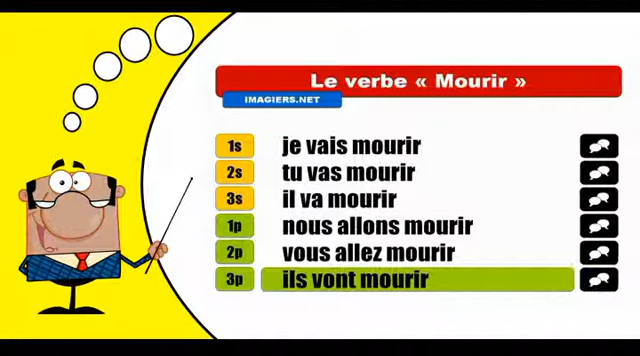 Le verbe « Mourir »
IMAGIERS.NET
1s je vais mourir
2s tu vas mourir
3s il va mourir
1p nous allons mourir
2p vous allez mourir
3p ils vont mourir